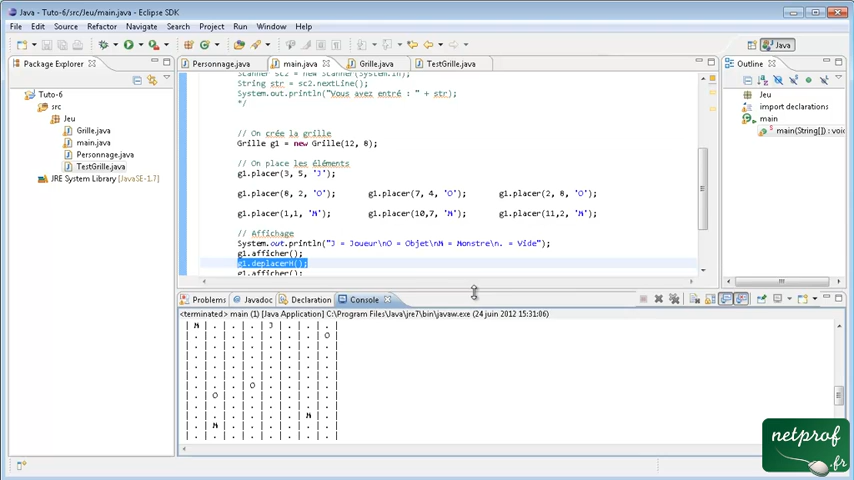 Java - Tuto-6/src/Jeu/main.java - Eclipse SDK
File Edit Source Refactor Navigate Search Project Run Window Help
Java
Package Explorer
Personnage.java main.java Grille.java TestGrille.java
Outline
Tuto-6
src
Jeu
Grille.java
main.java
Personnage.java
TestGrille.java
JRE System Library [JavaSE-1.7]
Scanner sc2 = new Scanner(System.in);
String str = sc2.nextLine();
System.out.println("Vous avez entré : " + str);
*/
// On crée la grille
Grille g1 = new Grille(12, 8);
// On place les éléments
g1.placer(3, 5, 'J');
g1.placer(8, 2, 'O'); g1.placer(7, 4, 'O'); g1.placer(2, 8, 'O');
g1.placer(1,1, 'M'); g1.placer(10,7, 'M'); g1.placer(11,2, 'M');
// Affichage
System.out.println("J = Joueur\nO = Objet\nM = Monstre\n. = Vide");
g1.afficher();
g1.deplacerH();
g1.afficher();
Jeu
import declarations
main
main(String[]) : voic
Problems Javadoc Declaration Console
<terminated> main (1) [Java Application] C:\Program Files\Java\jre7\bin\javaw.exe (24 juin 2012 15:31:06)
| M | . | . | . | J | . | . | . |
| . | . | . | . | . | . | . | O |
| . | . | . | . | . | . | . | . |
| . | . | . | . | . | . | . | . |
| . | . | . | . | . | . | . | . |
| . | . | . | . | . | . | . | . |
| . | . | . | O | . | . | . | . |
| . | O | . | . | . | . | . | . |
| . | . | . | . | . | . | . | . |
| . | . | . | . | . | . | M | . |
| . | M | . | . | . | . | . | . |
| . | . | . | . | . | . | . | . |
netprof
.fr